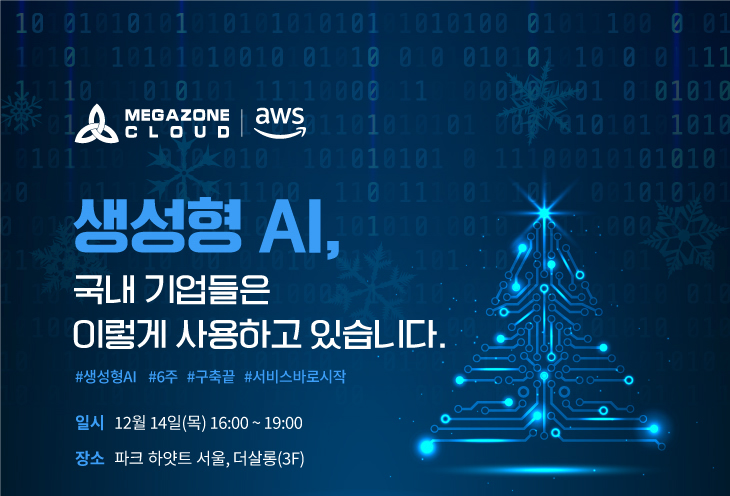 MEGAZONE CLOUD | aws
생성형 AI,
국내 기업들은
이렇게 사용하고 있습니다.
#생성형AI #6주 #구축끝 #서비스바로시작
일시 12월 14일(목) 16:00 ~ 19:00
장소 파크 하얏트 서울, 더살롱(3F)